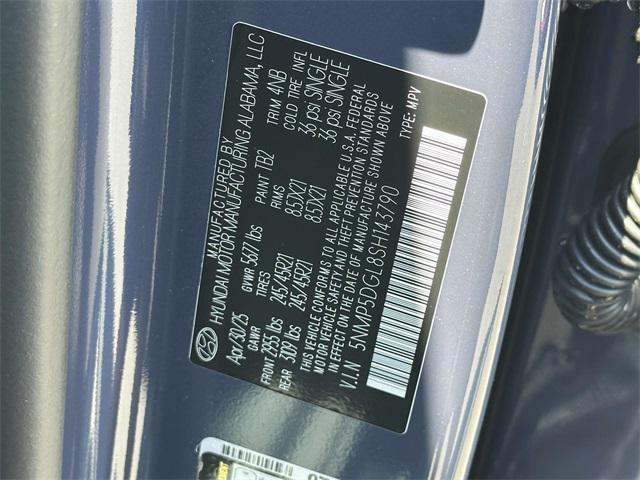 MANUFACTURED BY
HYUNDAI MOTOR MANUFACTURING ALABAMA, LLC
Apr/30/25 GVWR 5677 lbs PAINT TB2 TRIM 4NB
GAWR TIRES RIMS COLD TIRE INFL
FRONT 2955 lbs 245/45R21 8.5JX21 36 psi SINGLE
REAR 3109 lbs 245/45R21 8.5JX21 36 psi SINGLE
THIS VEHICLE CONFORMS TO ALL APPLICABLE U.S.A. FEDERAL
MOTOR VEHICLE SAFETY AND THEFT PREVENTION STANDARDS
IN EFFECT ON THE DATE OF MANUFACTURE SHOWN ABOVE
V.I.N 5NMP5DGL8SH143790 TYPE: MPV